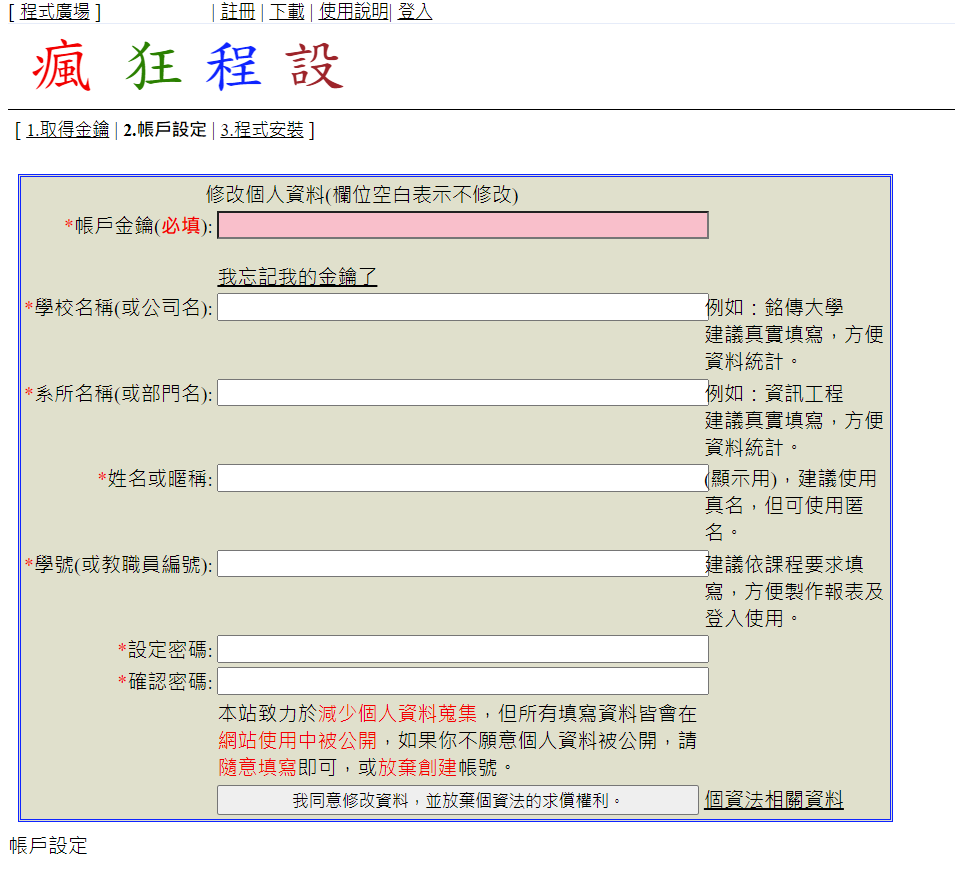 [ 程式廣場 ] | 註冊 | 下載 | 使用說明| 登入
瘋 狂 程 設
[ 1.取得金鑰 | 2.帳戶設定 | 3.程式安裝 ]
修改個人資料(欄位空白表示不修改)
*帳戶金鑰(必填):
我忘記我的金鑰了
*學校名稱(或公司名): 例如：銘傳大學
建議真實填寫，方便
資料統計。
*系所名稱(或部門名): 例如：資訊工程
建議真實填寫，方便
資料統計。
*姓名或暱稱: (顯示用)，建議使用
真名，但可使用匿
名。
*學號(或教職員編號): 建議依課程要求填
寫，方便製作報表及
登入使用。
*設定密碼:
*確認密碼:
本站致力於減少個人資料蒐集，但所有填寫資料皆會在
網站使用中被公開，如果你不願意個人資料被公開，請
隨意填寫即可，或放棄創建帳號。
我同意修改資料，並放棄個資法的求償權利。 個資法相關資料
帳戶設定